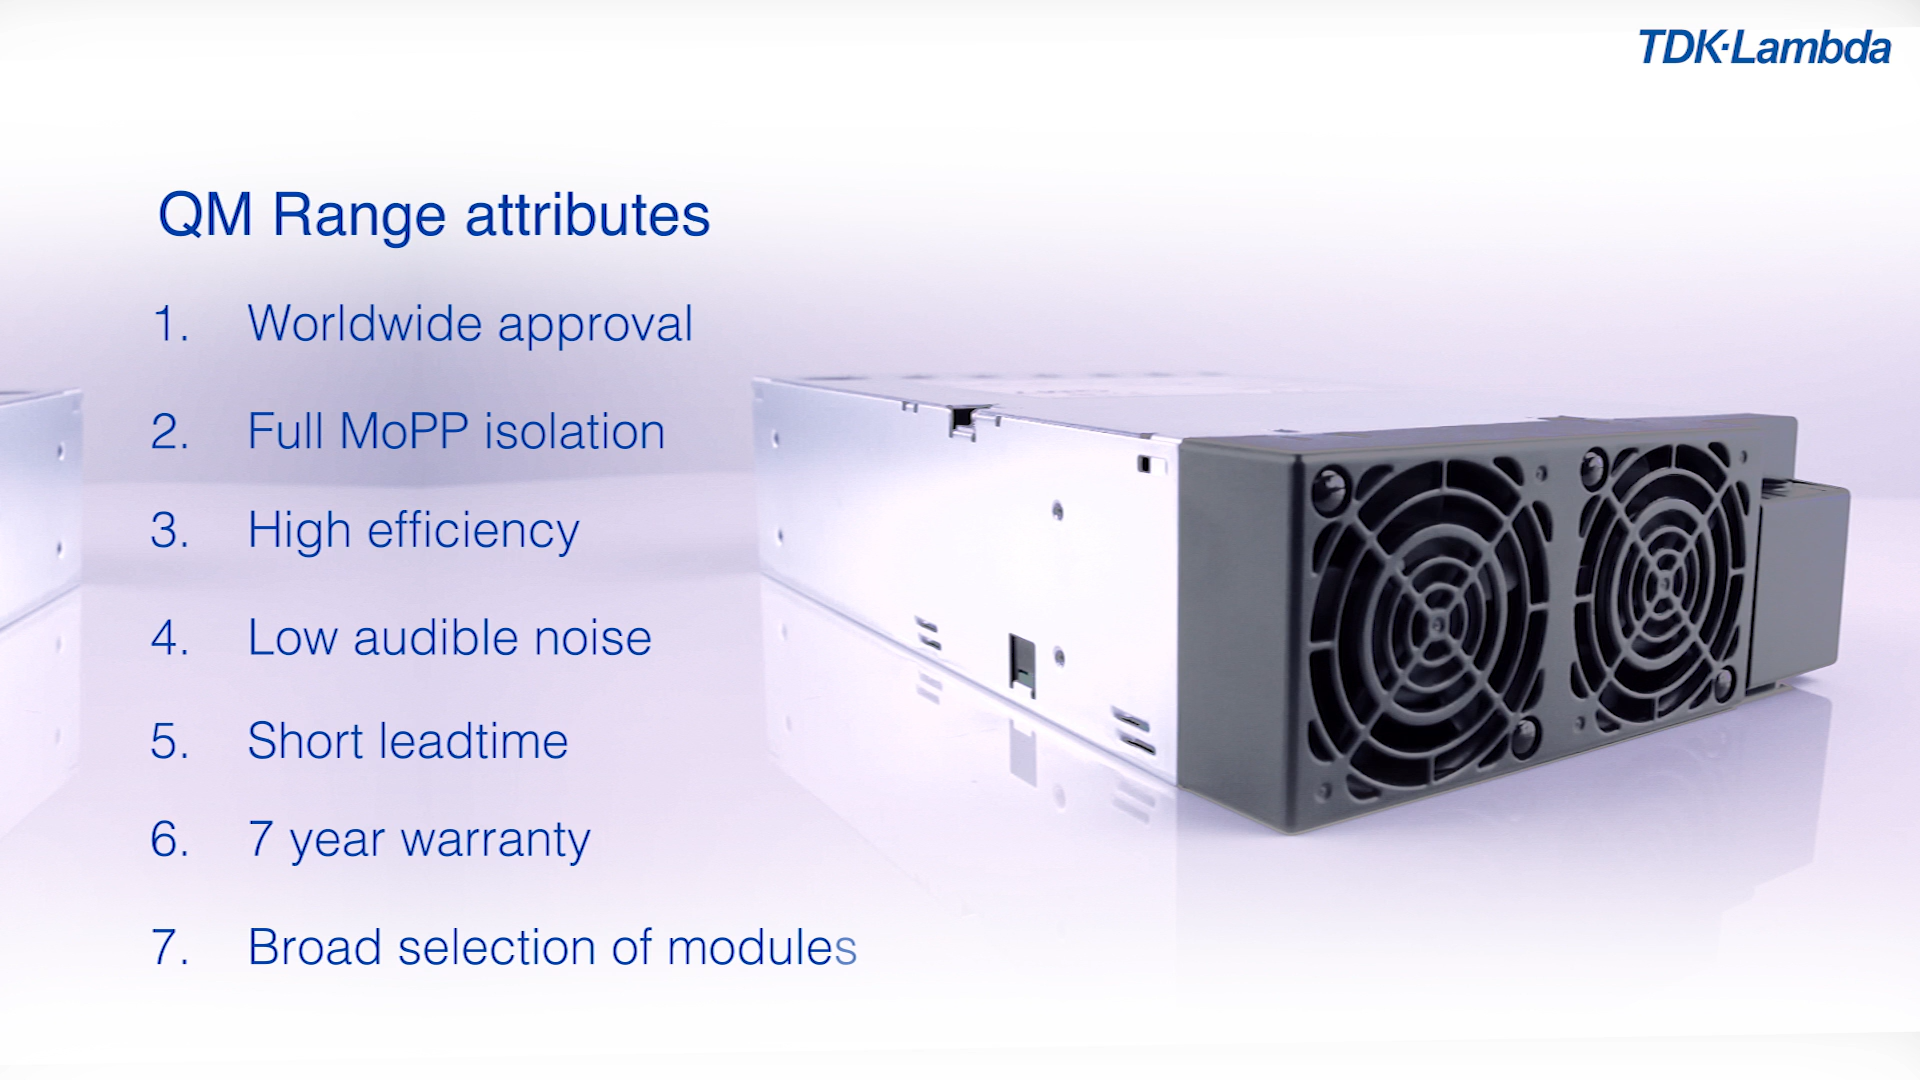 TDK·Lambda
QM Range attributes
1. Worldwide approval
2. Full MoPP isolation
3. High efficiency
4. Low audible noise
5. Short leadtime
6. 7 year warranty
7. Broad selection of modules